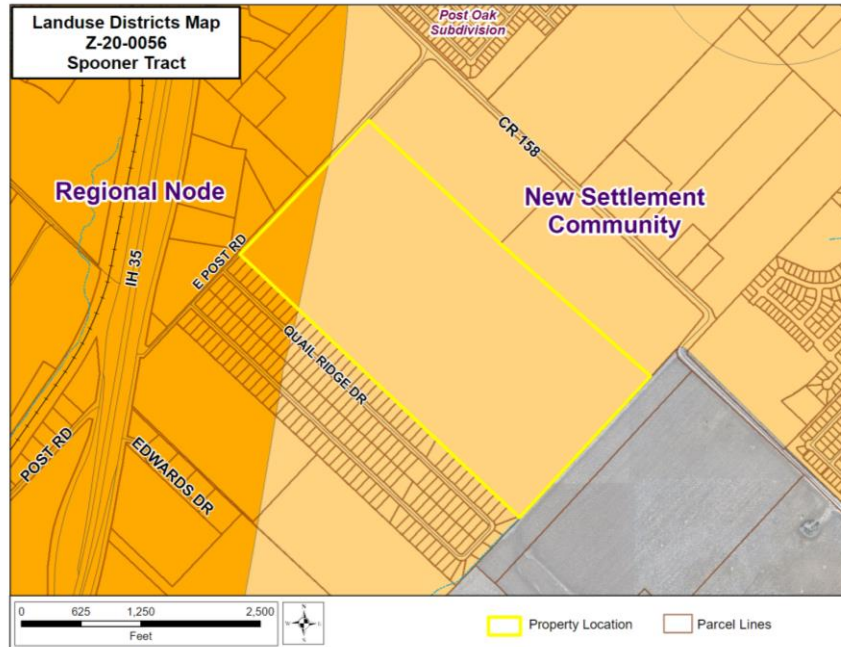 Landuse Districts Map
Z-20-0056
Spooner Tract
Post Oak
Subdivision
CR 158
Regional Node
New Settlement
Community
IH 35
E POST RD
QUAIL RIDGE DR
POST RD
EDWARDS DR
0 625 1,250 2,500
Feet
N
W E
S
Property Location
Parcel Lines